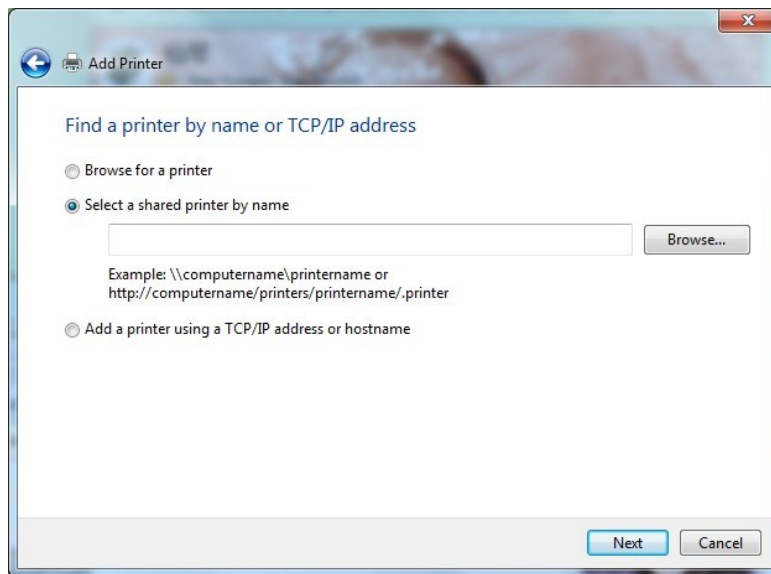 Add Printer
Find a printer by name or TCP/IP address
Browse for a printer
Select a shared printer by name
Browse...
Example: \\computername\printername or
http://computername/printers/printername/.printer
Add a printer using a TCP/IP address or hostname
Next
Cancel